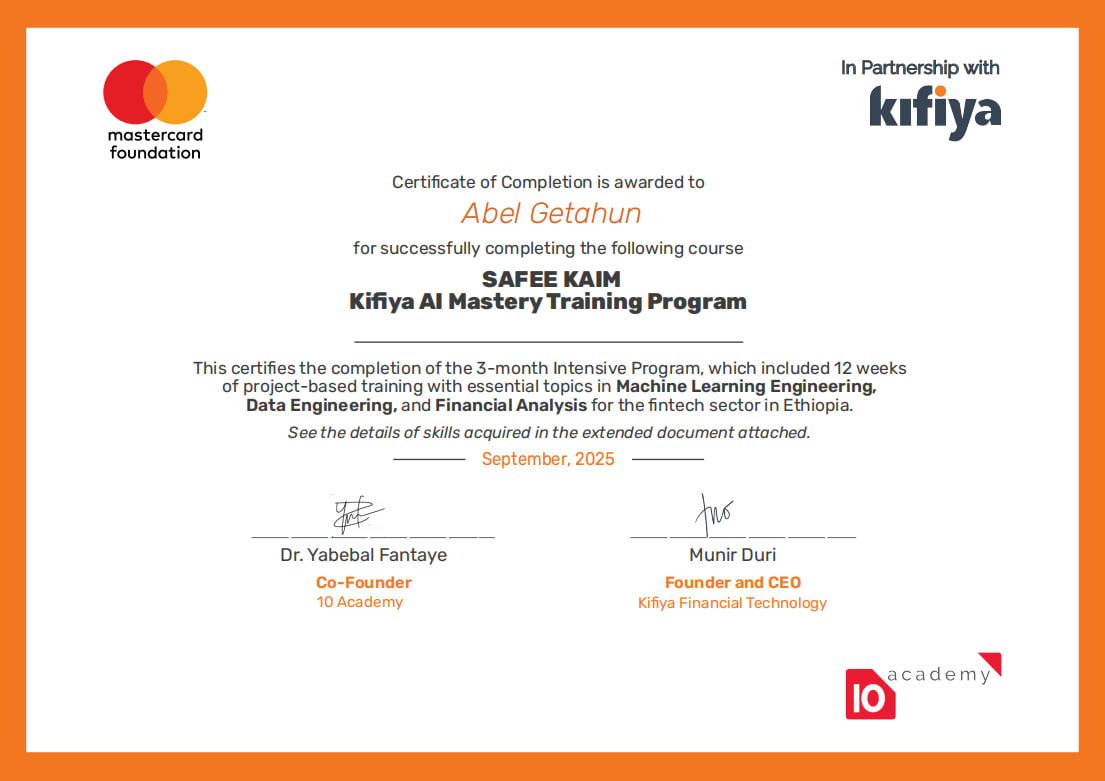 mastercard
foundation
In Partnership with
kifiya
Certificate of Completion is awarded to
Abel Getahun
for successfully completing the following course
SAFEE KAIM
Kifiya AI Mastery Training Program
This certifies the completion of the 3-month Intensive Program, which included 12 weeks
of project-based training with essential topics in Machine Learning Engineering,
Data Engineering, and Financial Analysis for the fintech sector in Ethiopia.
See the details of skills acquired in the extended document attached.
September, 2025
Dr. Yabebal Fantaye
Co-Founder
10 Academy
Munir Duri
Founder and CEO
Kifiya Financial Technology
10 academy